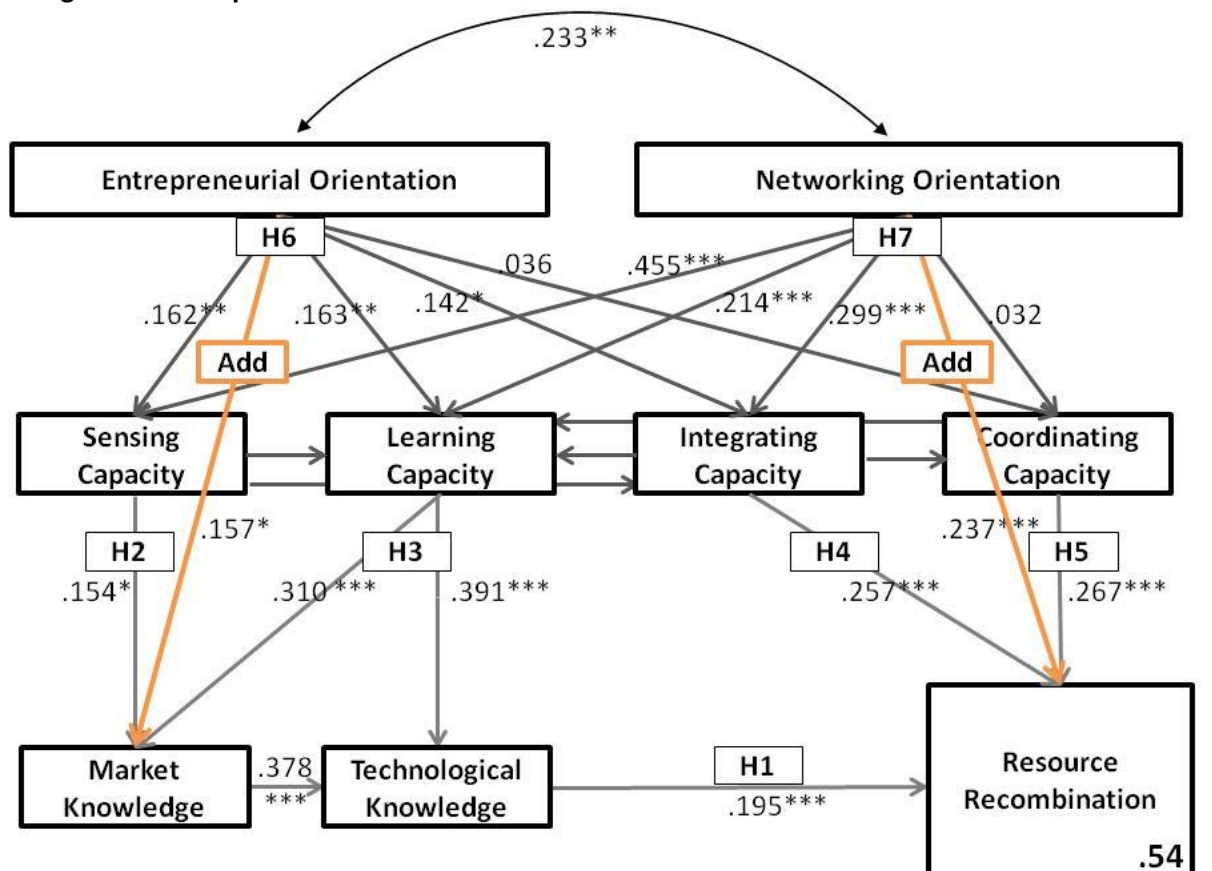 .233**
Entrepreneurial Orientation
Networking Orientation
H6
H7
.036
.455***
.162**
.163**
.142*
.214***
.299***
.032
Add
Add
Sensing
Capacity
Learning
Capacity
Integrating
Capacity
Coordinating
Capacity
H2
.157*
H3
H4
.237***
H5
.154*
.310***
.391***
.257***
.267***
Market
Knowledge
.378
***
Technological
Knowledge
H1
.195***
Resource
Recombination
.54